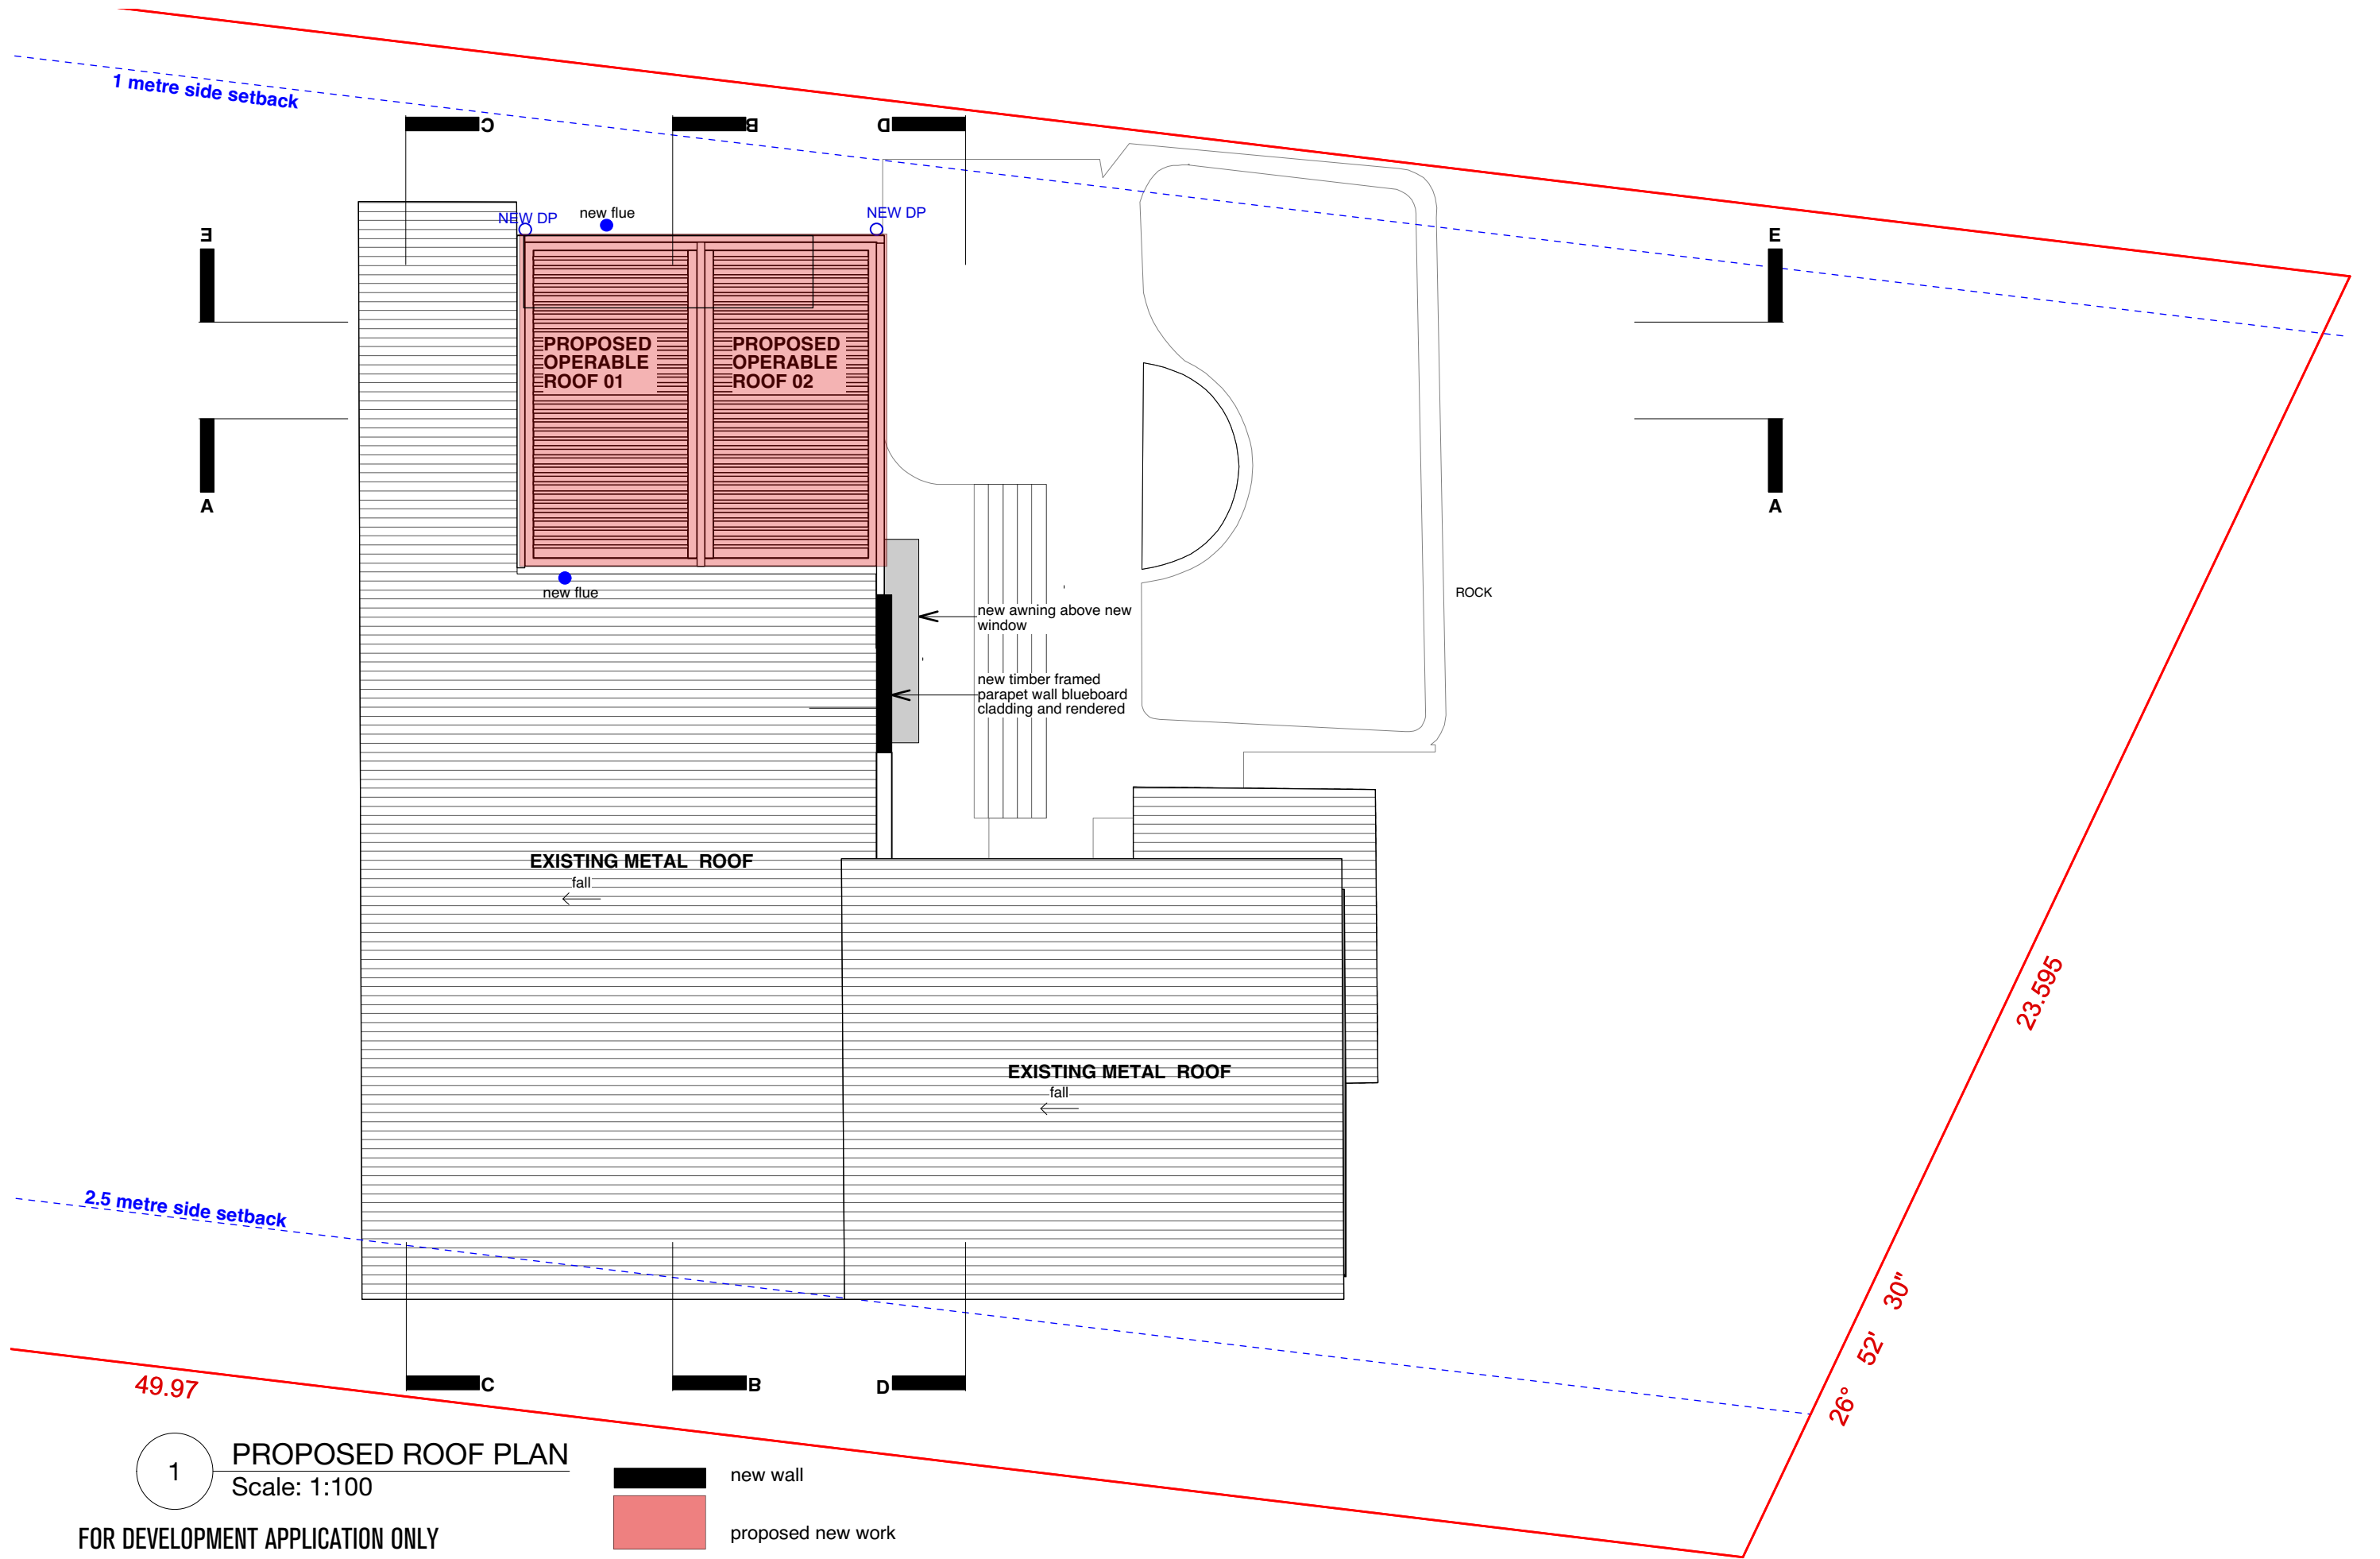 1 metre side setback
C
B
D
NEW DP
new flue
NEW DP
E
E
PROPOSED
OPERABLE
ROOF 01
PROPOSED
OPERABLE
ROOF 02
A
A
new flue
new awning above new
window
ROCK
new timber framed
parapet wall blueboard
cladding and rendered
EXISTING METAL ROOF
fall
23.595
EXISTING METAL ROOF
fall
2.5 metre side setback
26° 52' 30"
49.97
C
B
D
1
PROPOSED ROOF PLAN
Scale: 1:100
new wall
proposed new work
FOR DEVELOPMENT APPLICATION ONLY